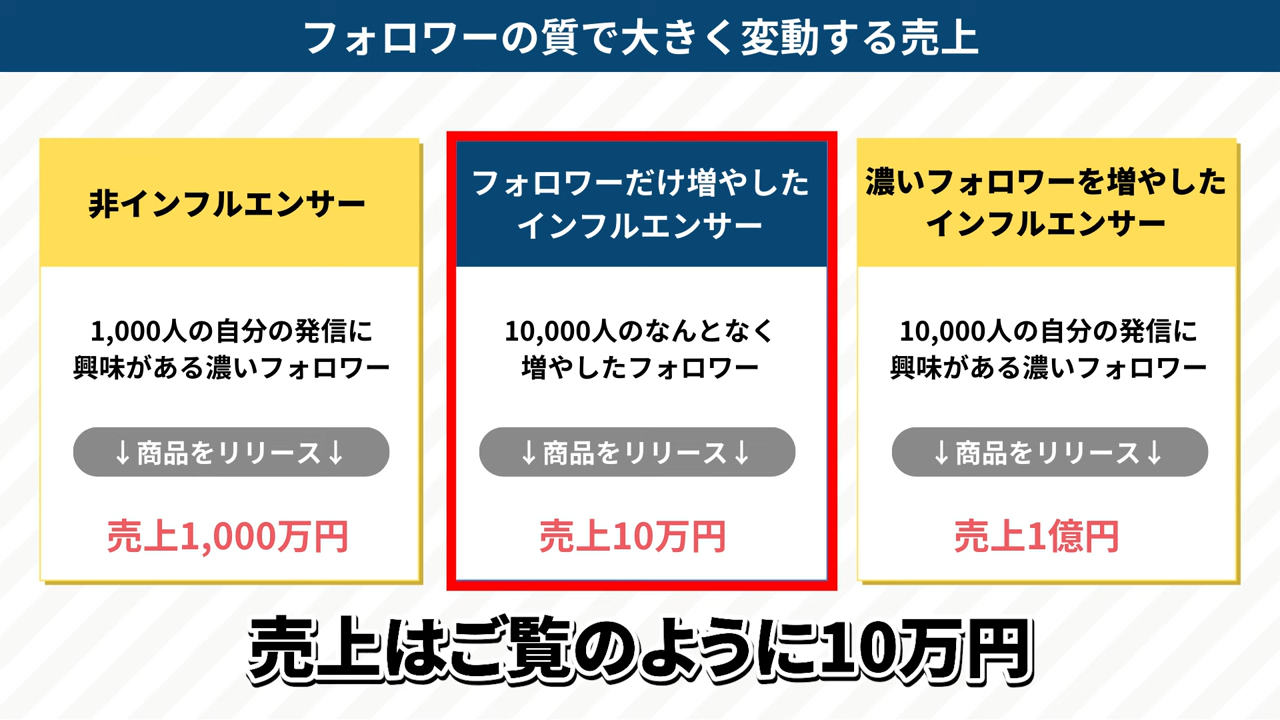 フォロワーの質で大きく変動する売上
非インフルエンサー
1,000人の自分の発信に
興味がある濃いフォロワー
↓商品をリリース↓
売上1,000万円
フォロワーだけ増やした
インフルエンサー
10,000人のなんとなく
増やしたフォロワー
↓商品をリリース↓
売上10万円
濃いフォロワーを増やした
インフルエンサー
10,000人の自分の発信に
興味がある濃いフォロワー
↓商品をリリース↓
売上1億円
売上はご覧のように10万円